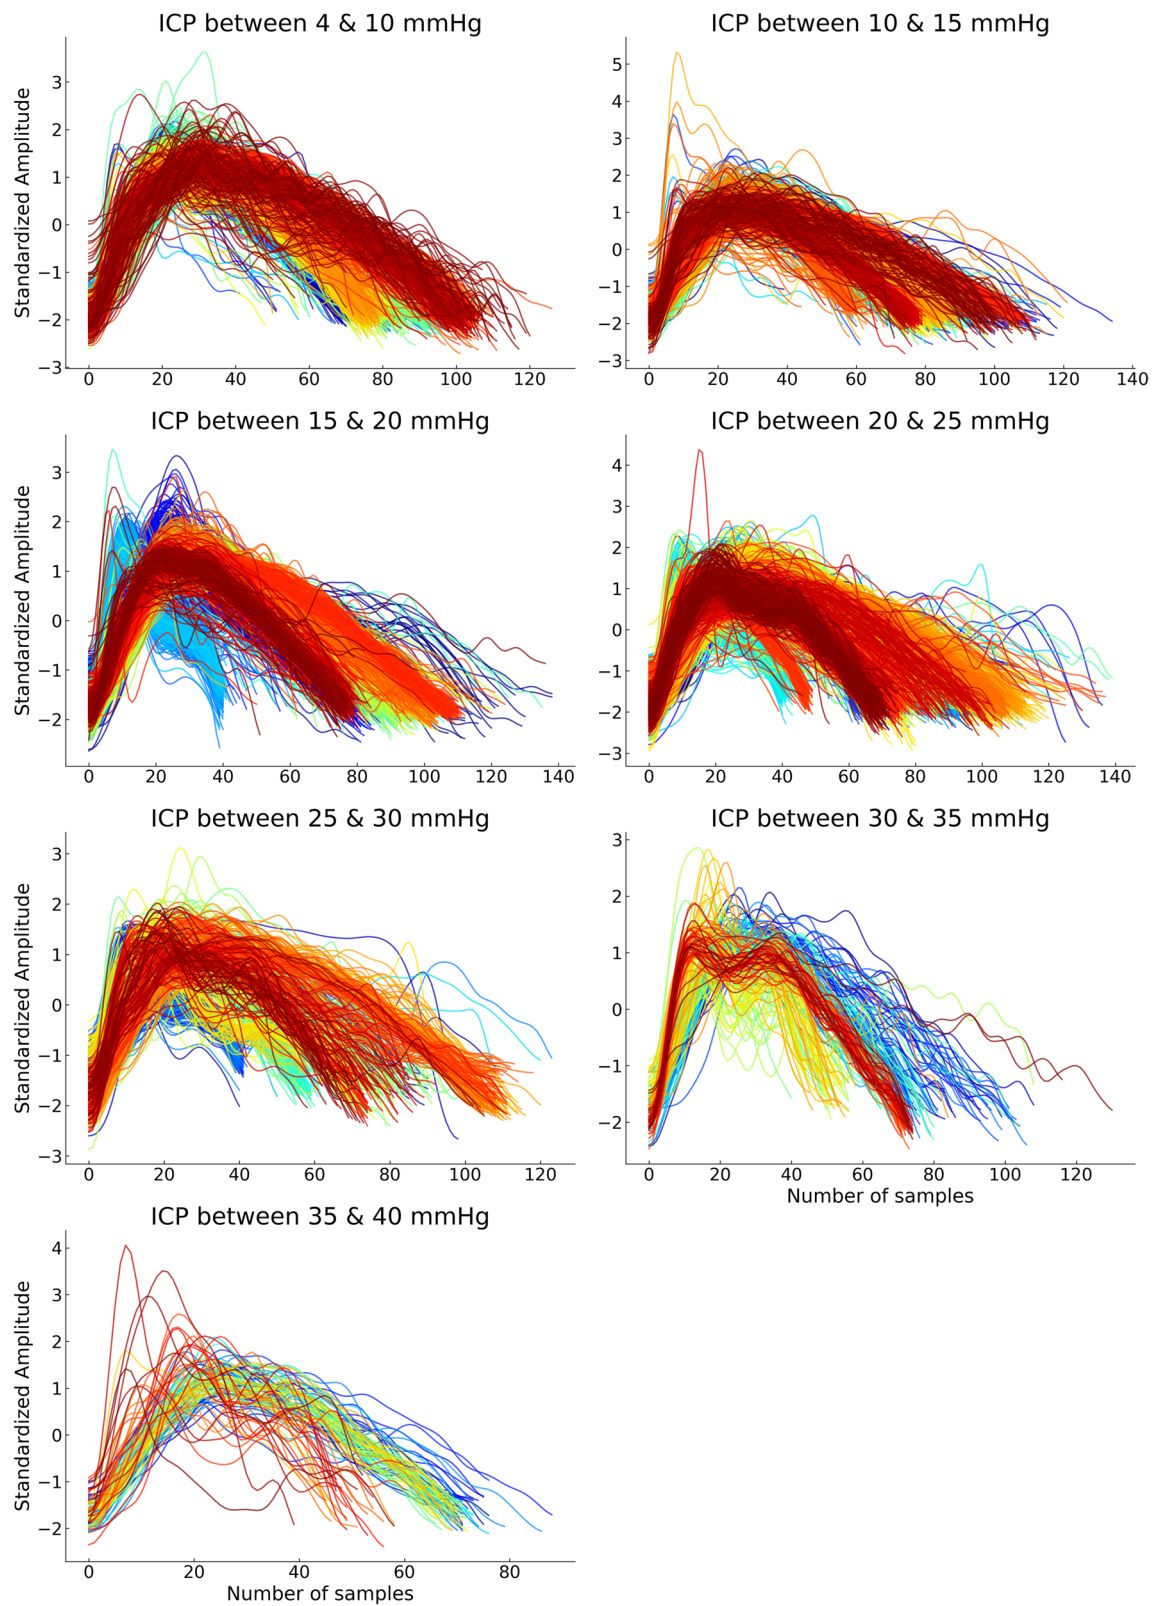 ICP between 4 & 10 mmHg
Standardized Amplitude
3
2
1
0
−1
−2
−3
0 20 40 60 80 100 120
ICP between 10 & 15 mmHg
5
4
3
2
1
0
−1
−2
−3
0 20 40 60 80 100 120 140
ICP between 15 & 20 mmHg
Standardized Amplitude
3
2
1
0
−1
−2
0 20 40 60 80 100 120 140
ICP between 20 & 25 mmHg
4
3
2
1
0
−1
−2
−3
0 20 40 60 80 100 120 140
ICP between 25 & 30 mmHg
Standardized Amplitude
3
2
1
0
−1
−2
−3
0 20 40 60 80 100 120
ICP between 30 & 35 mmHg
3
2
1
0
−1
−2
0 20 40 60 80 100 120
Number of samples
ICP between 35 & 40 mmHg
Standardized Amplitude
4
3
2
1
0
−1
−2
0 20 40 60 80
Number of samples